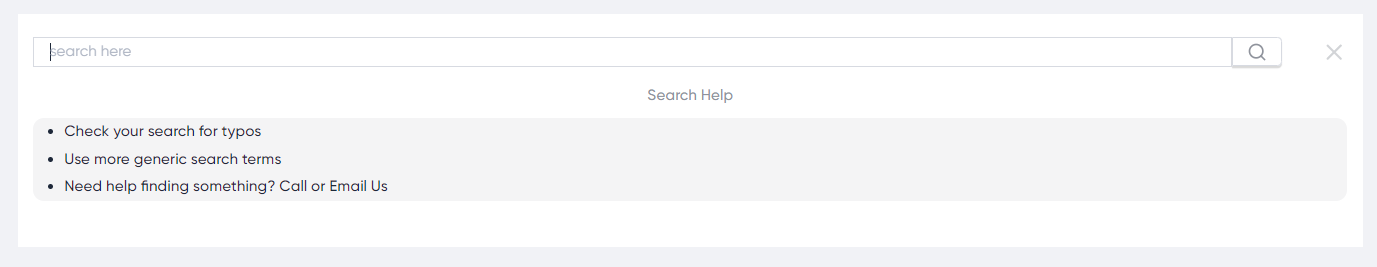 search here
Search Help
Check your search for typos
Use more generic search terms
Need help finding something? Call or Email Us